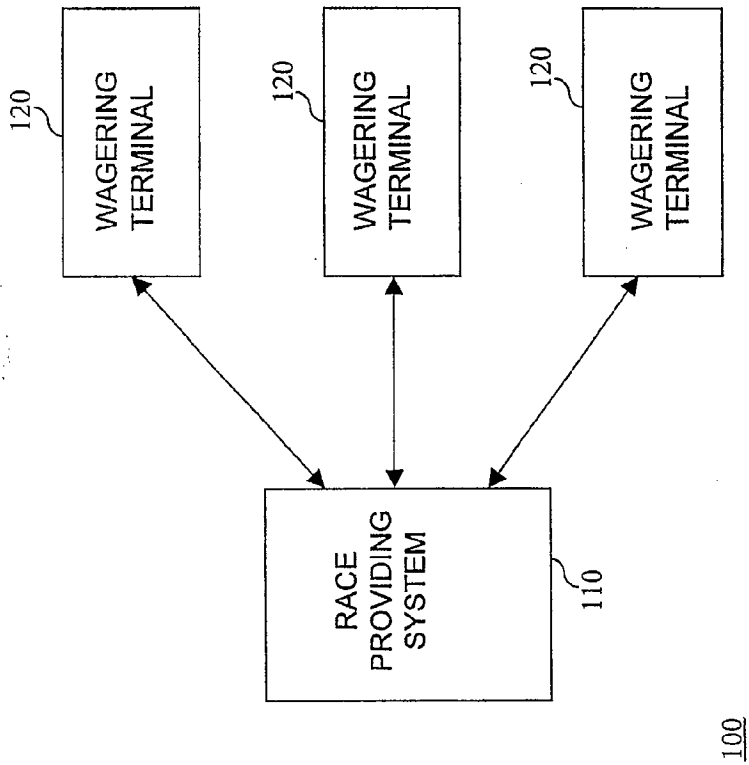 120
WAGERING
TERMINAL
120
WAGERING
TERMINAL
120
WAGERING
TERMINAL
RACE
PROVIDING
SYSTEM
110
100